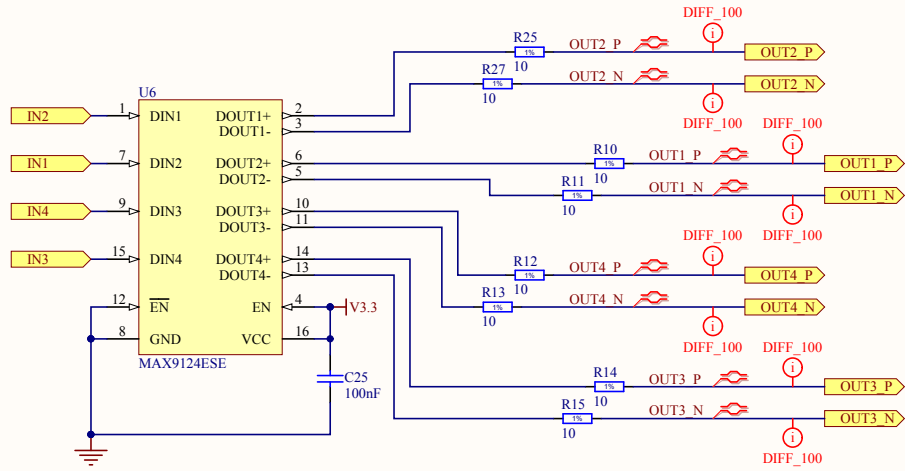 DIFF_100
R25
1%
10
OUT2_P
OUT2_P
R27
1%
10
OUT2_N
OUT2_N
DIFF_100
DIFF_100
U6
IN2
1
DIN1
DOUT1+
2
DOUT1-
3
IN1
7
DIN2
DOUT2+
6
DOUT2-
5
R10
1%
10
OUT1_P
OUT1_P
R11
1%
10
OUT1_N
OUT1_N
DIFF_100
IN4
9
DIN3
DOUT3+
10
DOUT3-
11
IN3
15
DIN4
DOUT4+
14
DOUT4-
13
DIFF_100
R12
1%
10
OUT4_P
OUT4_P
R13
1%
10
OUT4_N
OUT4_N
DIFF_100
12
EN
EN
4
V3.3
8
GND
VCC
16
MAX9124ESE
C25
100nF
DIFF_100
R14
1%
10
OUT3_P
OUT3_P
R15
1%
10
OUT3_N
OUT3_N
DIFF_100
i
i
i
i
i
i
i
i